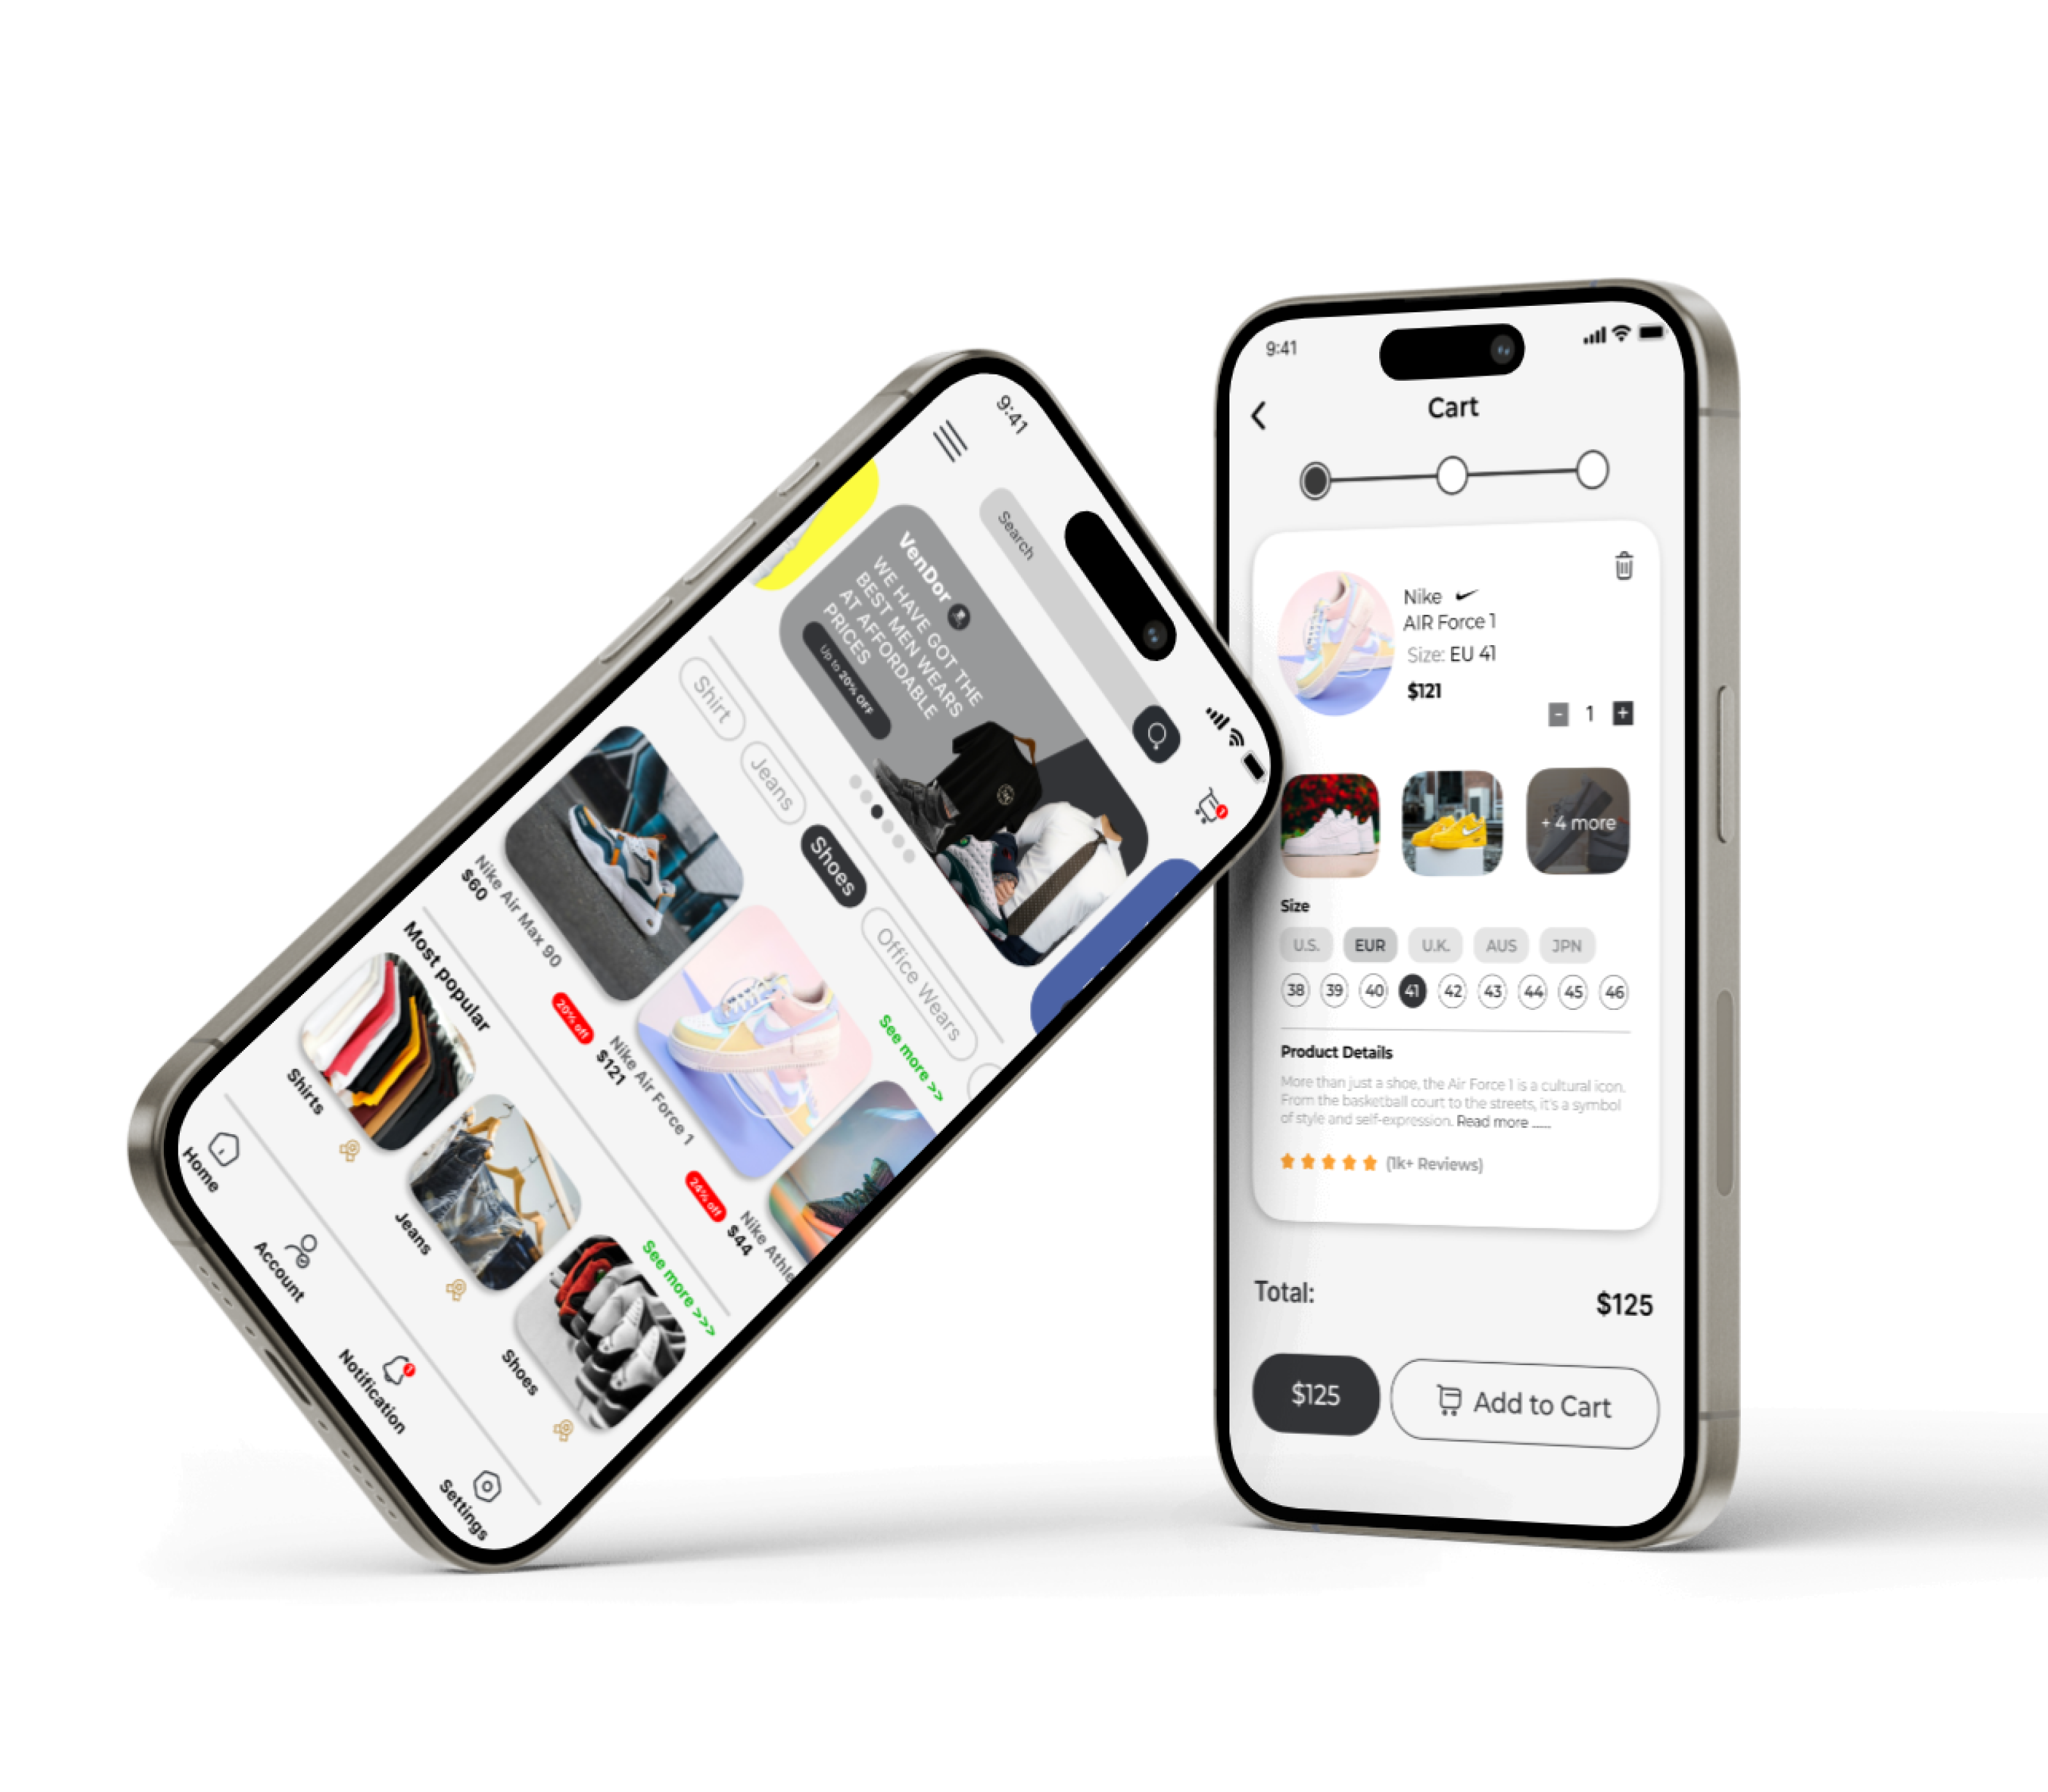 9:41
Search
VenDor
WE HAVE GOT THE
BEST MEN WEARS
AT AFFORDABLE
PRICES
Up to 20% OFF
Shirt
Jeans
Shoes
Office Wears
See more >>
Nike Air Max 90
$60
20% off
Nike Air Force 1
$121
24% off
Nike Athle
$44
Most popular
See more >>>
Shirts
Jeans
Shoes
Home
Account
Notification
Settings
9:41
Cart
Nike
AIR Force 1
Size: EU 41
$121
- 1 +
+ 4 more
Size
U.S. EUR U.K. AUS JPN
38 39 40 41 42 43 44 45 46
Product Details
More than just a shoe, the Air Force 1 is a cultural icon.
From the basketball court to the streets, it's a symbol
of style and self-expression. Read more ......
(1k+ Reviews)
Total:
$125
$125
Add to Cart